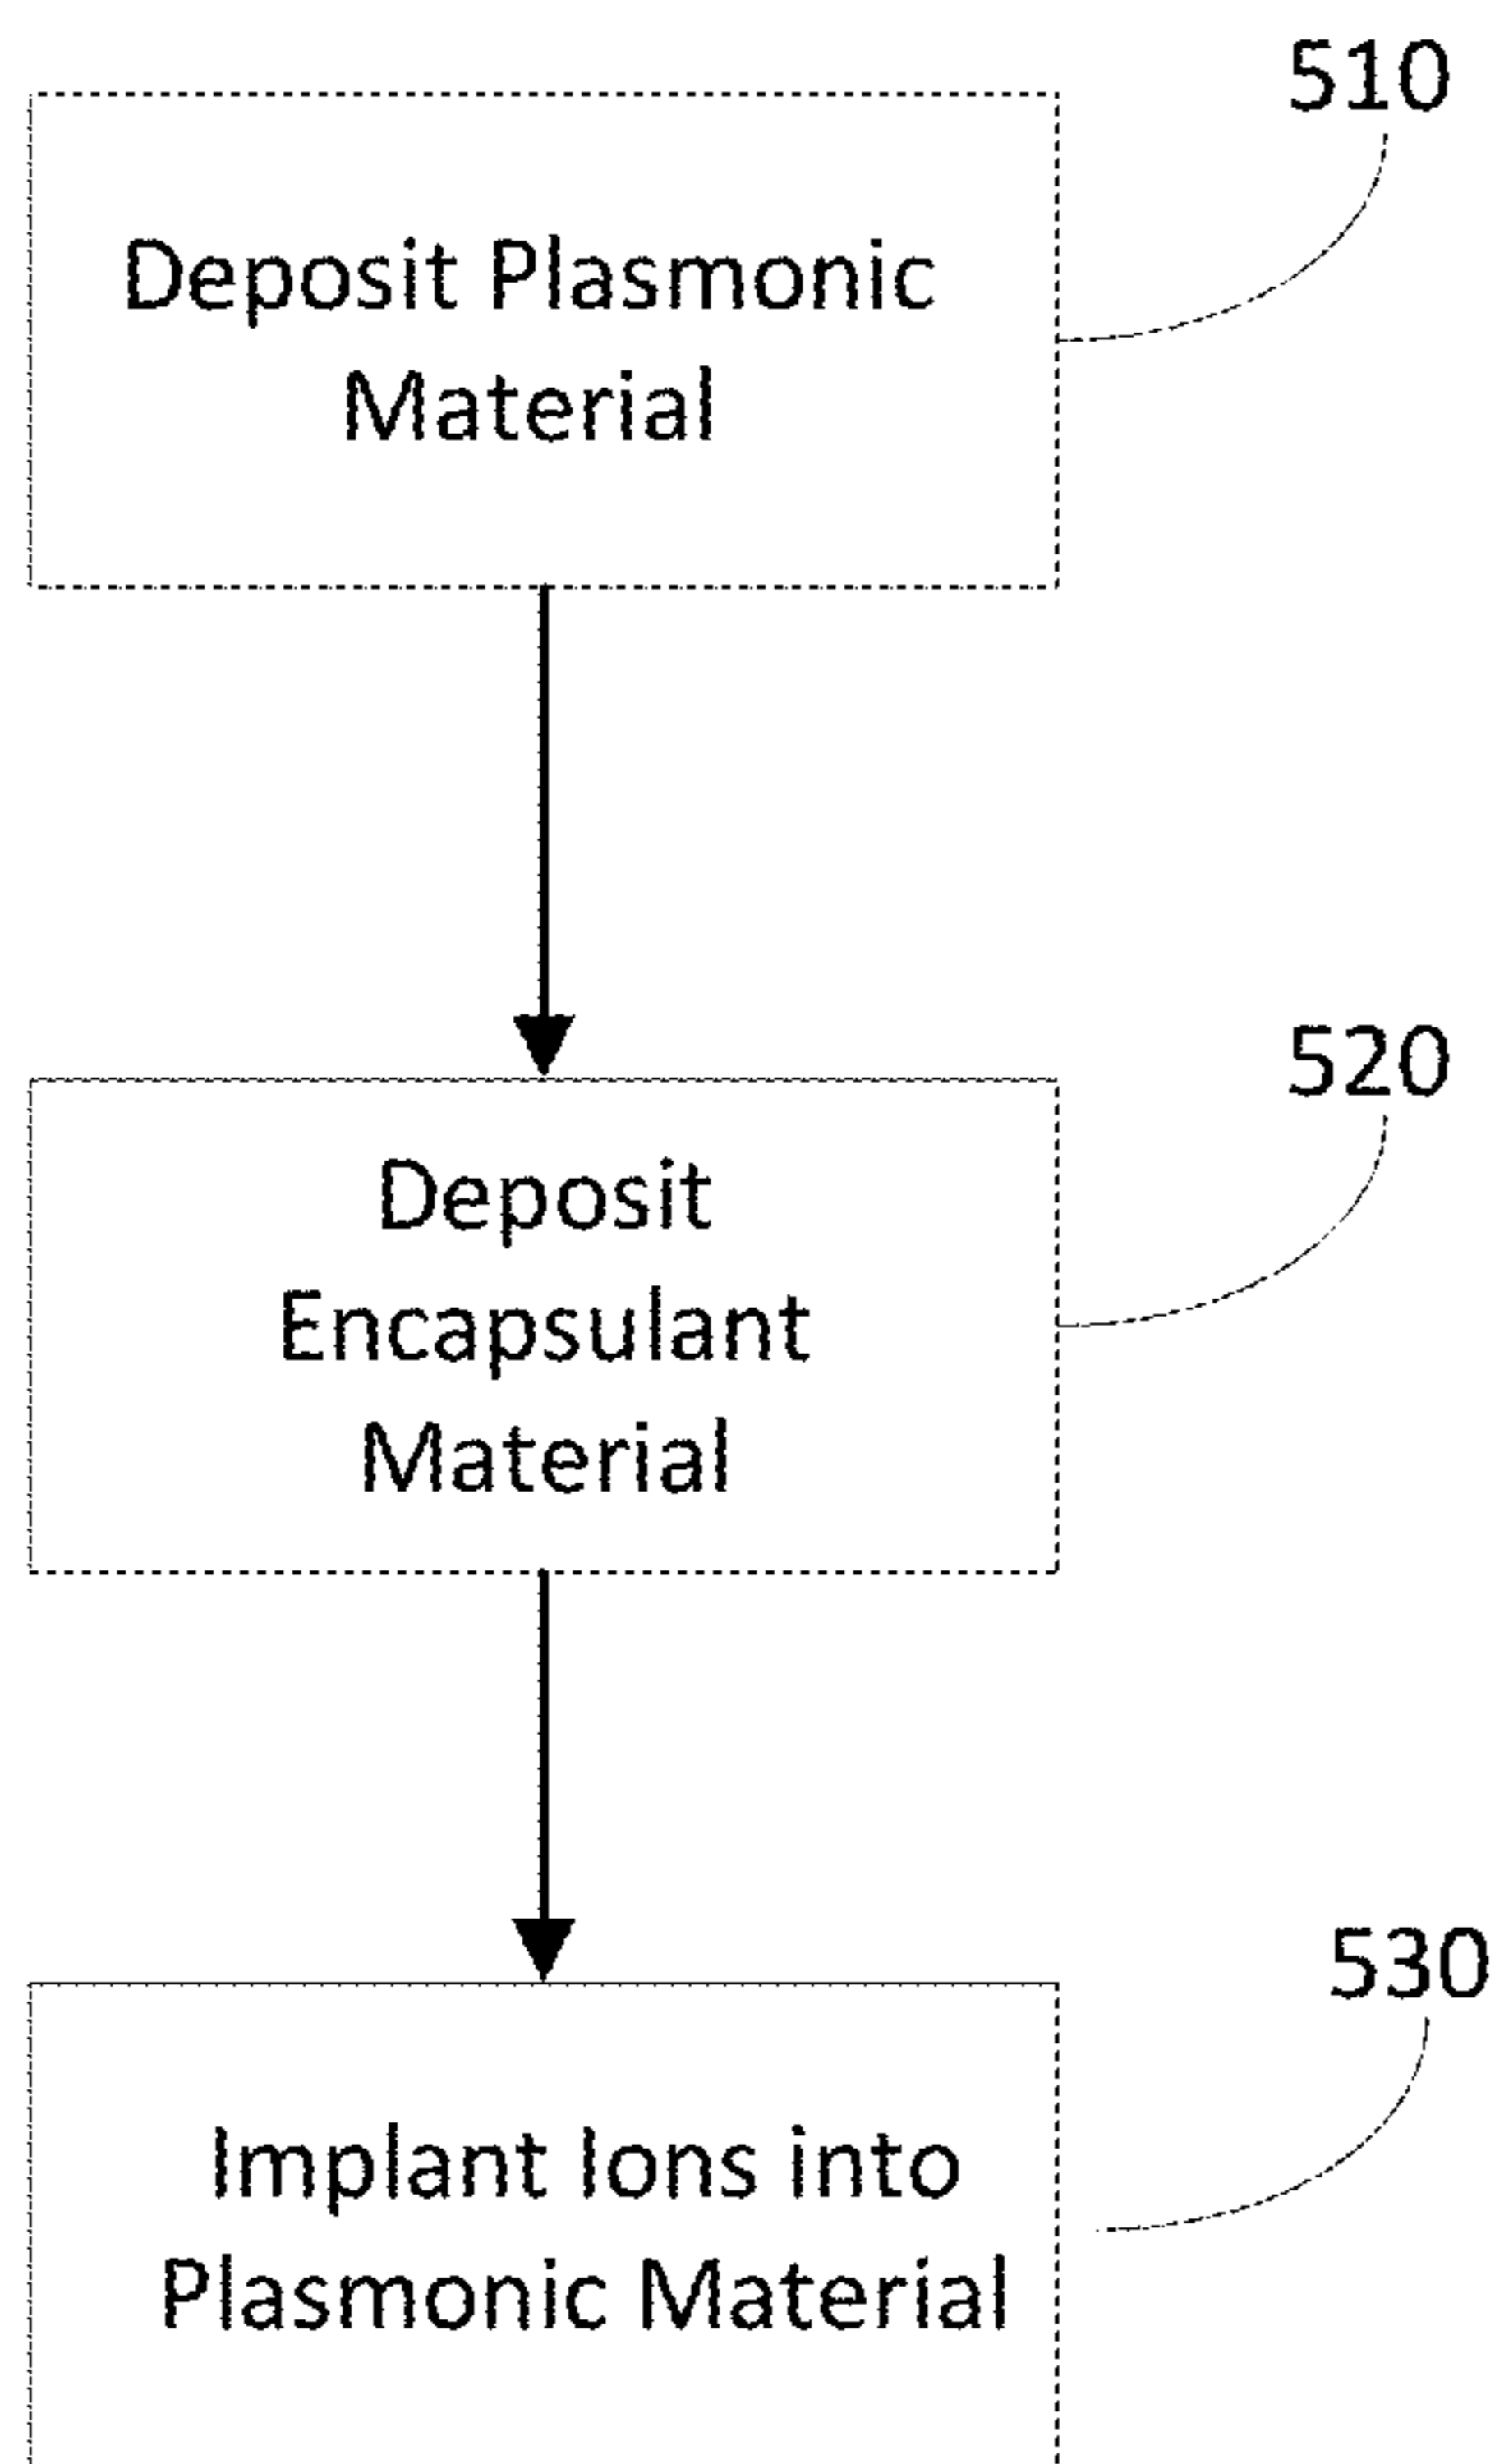 510
Deposit Plasmonic
Material
520
Deposit
Encapsulant
Material
530
Implant Ions into
Plasmonic Material